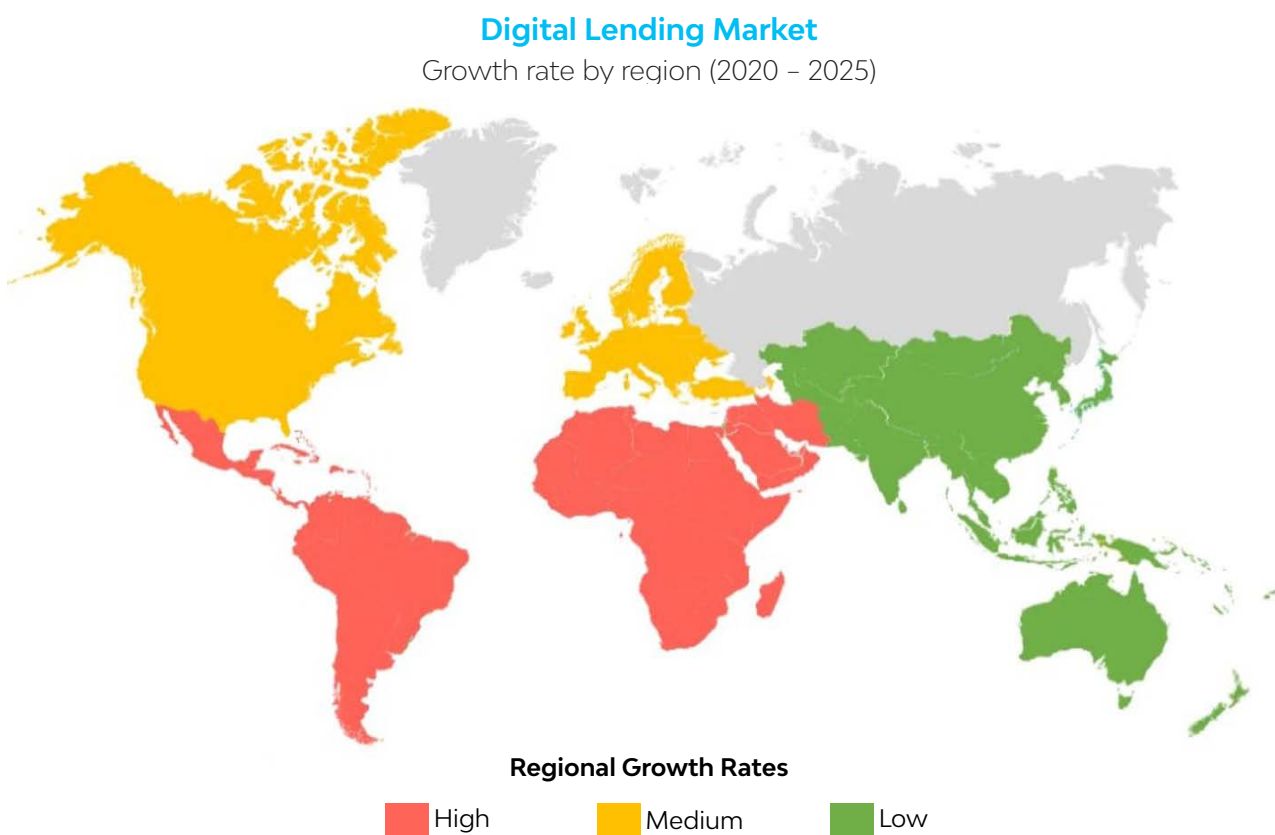 Digital Lending Market
Growth rate by region (2020 – 2025)
Regional Growth Rates
High Medium Low